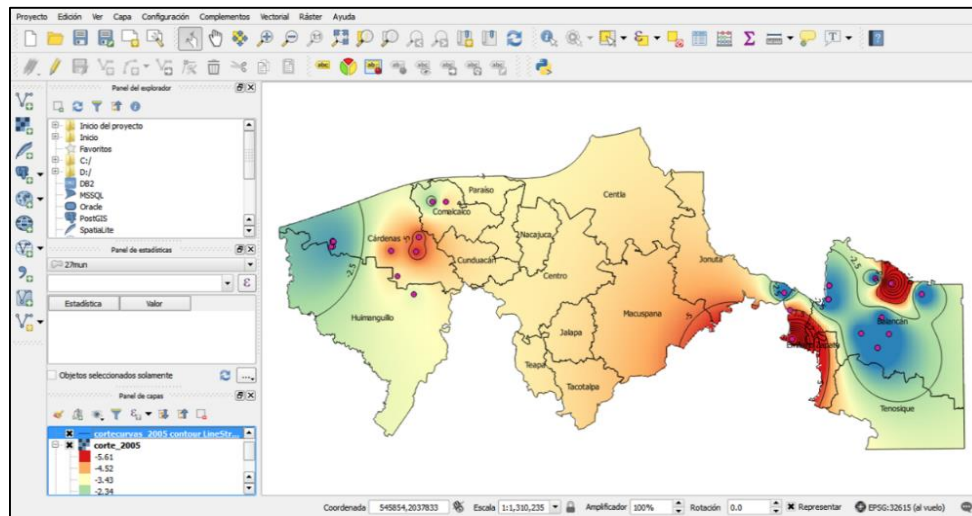 Proyecto Edición Ver Capa Configuración Complementos Vectorial Ráster Ayuda
Panel del explorador
Inicio del proyecto
Inicio
Favoritos
C:/
D:/
DB2
MSSQL
Oracle
PostGIS
SpatiaLite
Panel de estadísticas
27mun
Estadística Valor
Objetos seleccionados solamente
Panel de capas
cortecurvas_2005 contour LineStr...
corte_2005
-5.61
-4.52
-3.43
-2.34
Paraíso
Centla
Comalcalco
Cárdenas
Nacajuca
Cunduacán
Centro
Jonuta
-2.5
-2.5
Huimanguillo
Macuspana
Balancán
Jalapa
Teapa
Tacotalpa
Tenosique
Coordenada 545854,2037833 Escala 1:1,310,235 Amplificador 100% Rotación 0.0 Representar EPSG:32615 (al vuelo)